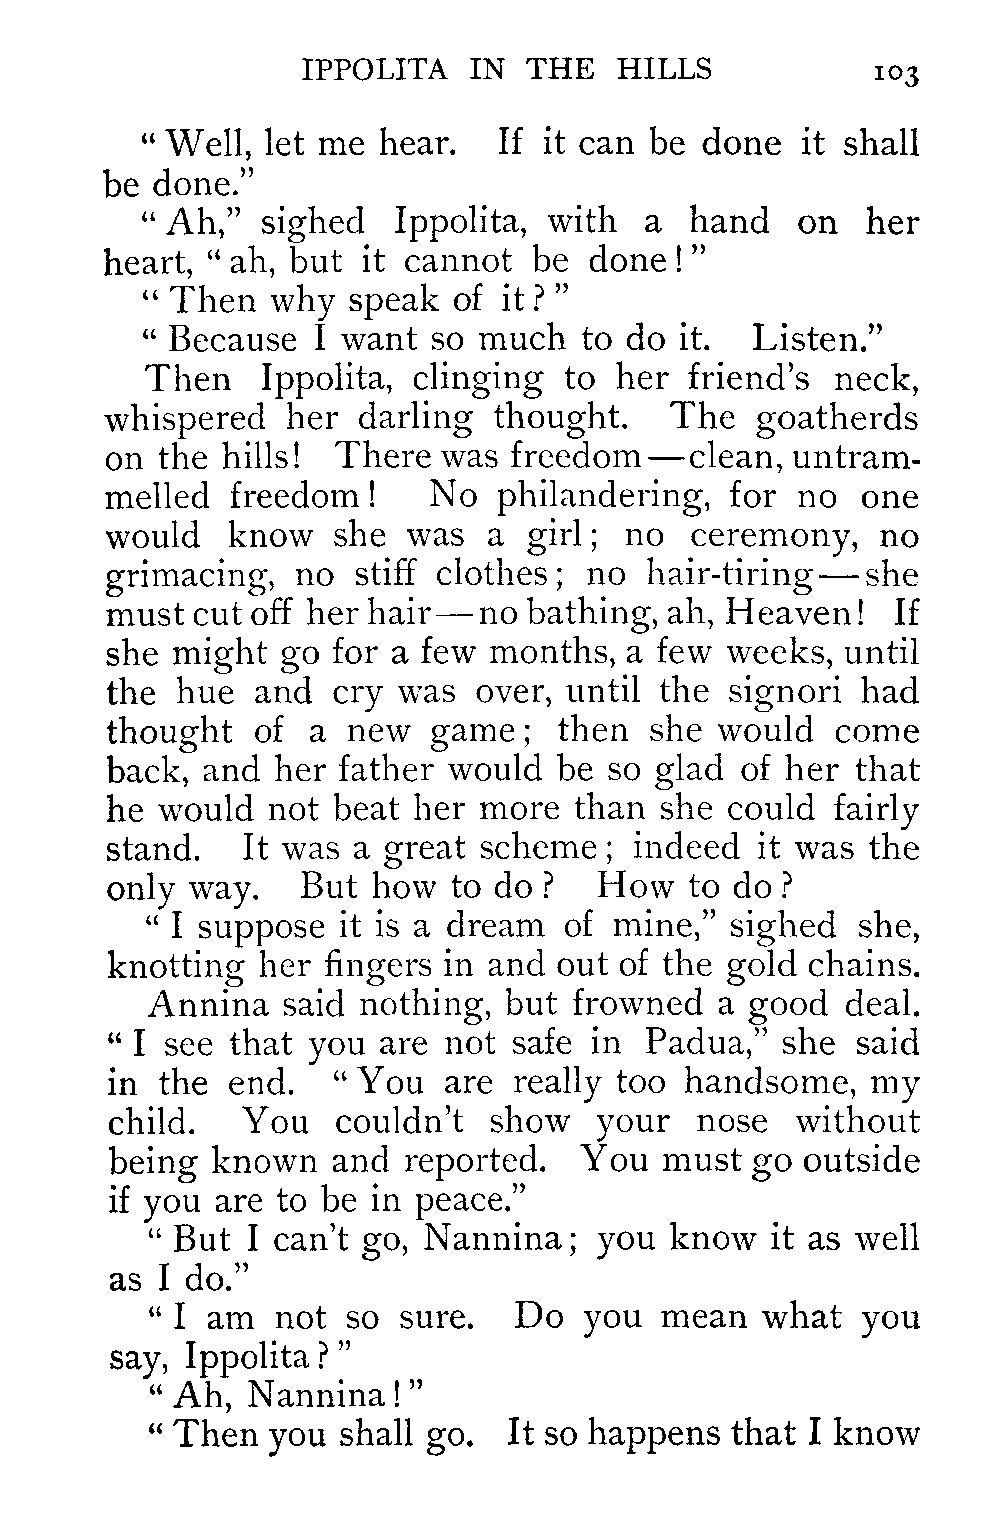 IPPOLITA IN THE HILLS 103
“ Well, let me hear. If it can be done it shall
be done.”
“ Ah,” sighed Ippolita, with a hand on her
heart, “ ah, but it cannot be done ! ”
“ Then why speak of it ? ”
“ Because I want so much to do it. Listen.”
Then Ippolita, clinging to her friend’s neck,
whispered her darling thought. The goatherds
on the hills! There was freedom—clean, untram-
melled freedom ! No philandering, for no one
would know she was a girl ; no ceremony, no
grimacing, no stiff clothes ; no hair-tiring—she
must cut off her hair—no bathing, ah, Heaven! If
she might go for a few months, a few weeks, until
the hue and cry was over, until the signori had
thought of a new game ; then she would come
back, and her father would be so glad of her that
he would not beat her more than she could fairly
stand. It was a great scheme ; indeed it was the
only way. But how to do ? How to do ?
“ I suppose it is a dream of mine,” sighed she,
knotting her fingers in and out of the gold chains.
Annina said nothing, but frowned a good deal.
“ I see that you are not safe in Padua,” she said
in the end. “ You are really too handsome, my
child. You couldn’t show your nose without
being known and reported. You must go outside
if you are to be in peace.”
“ But I can’t go, Nannina ; you know it as well
as I do.”
“ I am not so sure. Do you mean what you
say, Ippolita ? ”
“ Ah, Nannina ! ”
“ Then you shall go. It so happens that I know